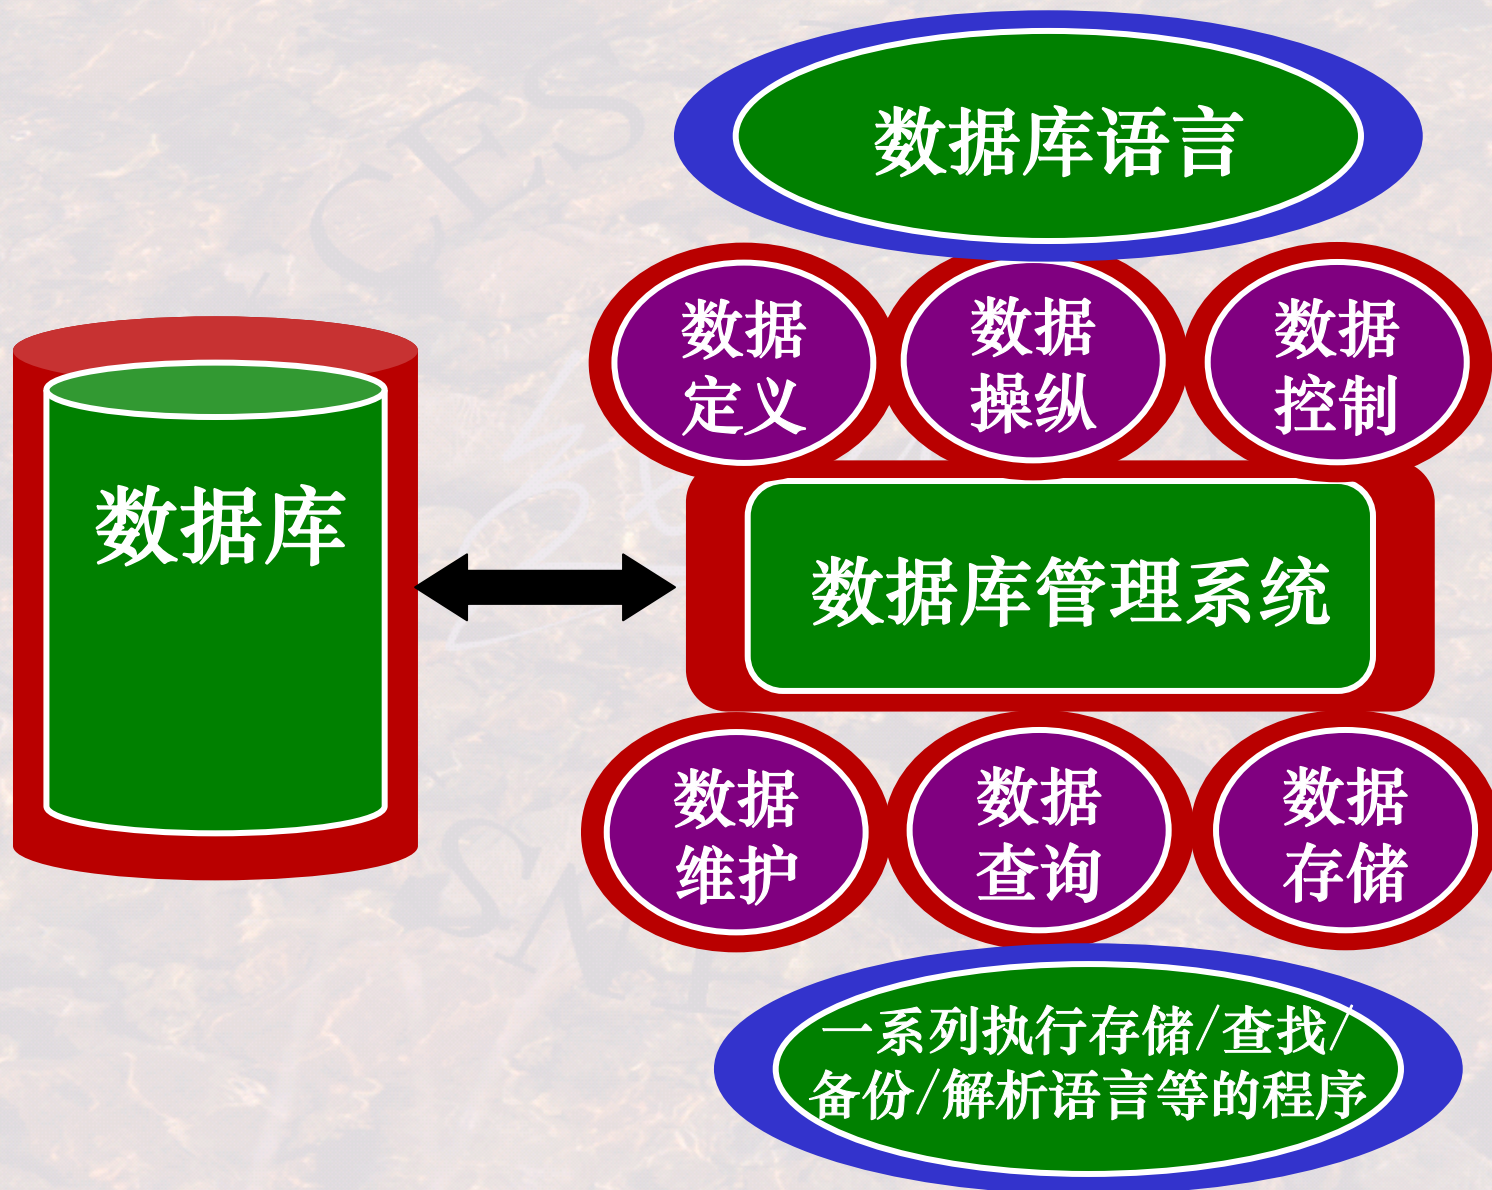 数据库语言
数据
定义
数据
操纵
数据
控制
数据库
数据库管理系统
数据
维护
数据
查询
数据
存储
一系列执行存储/查找/
备份/解析语言等的程序